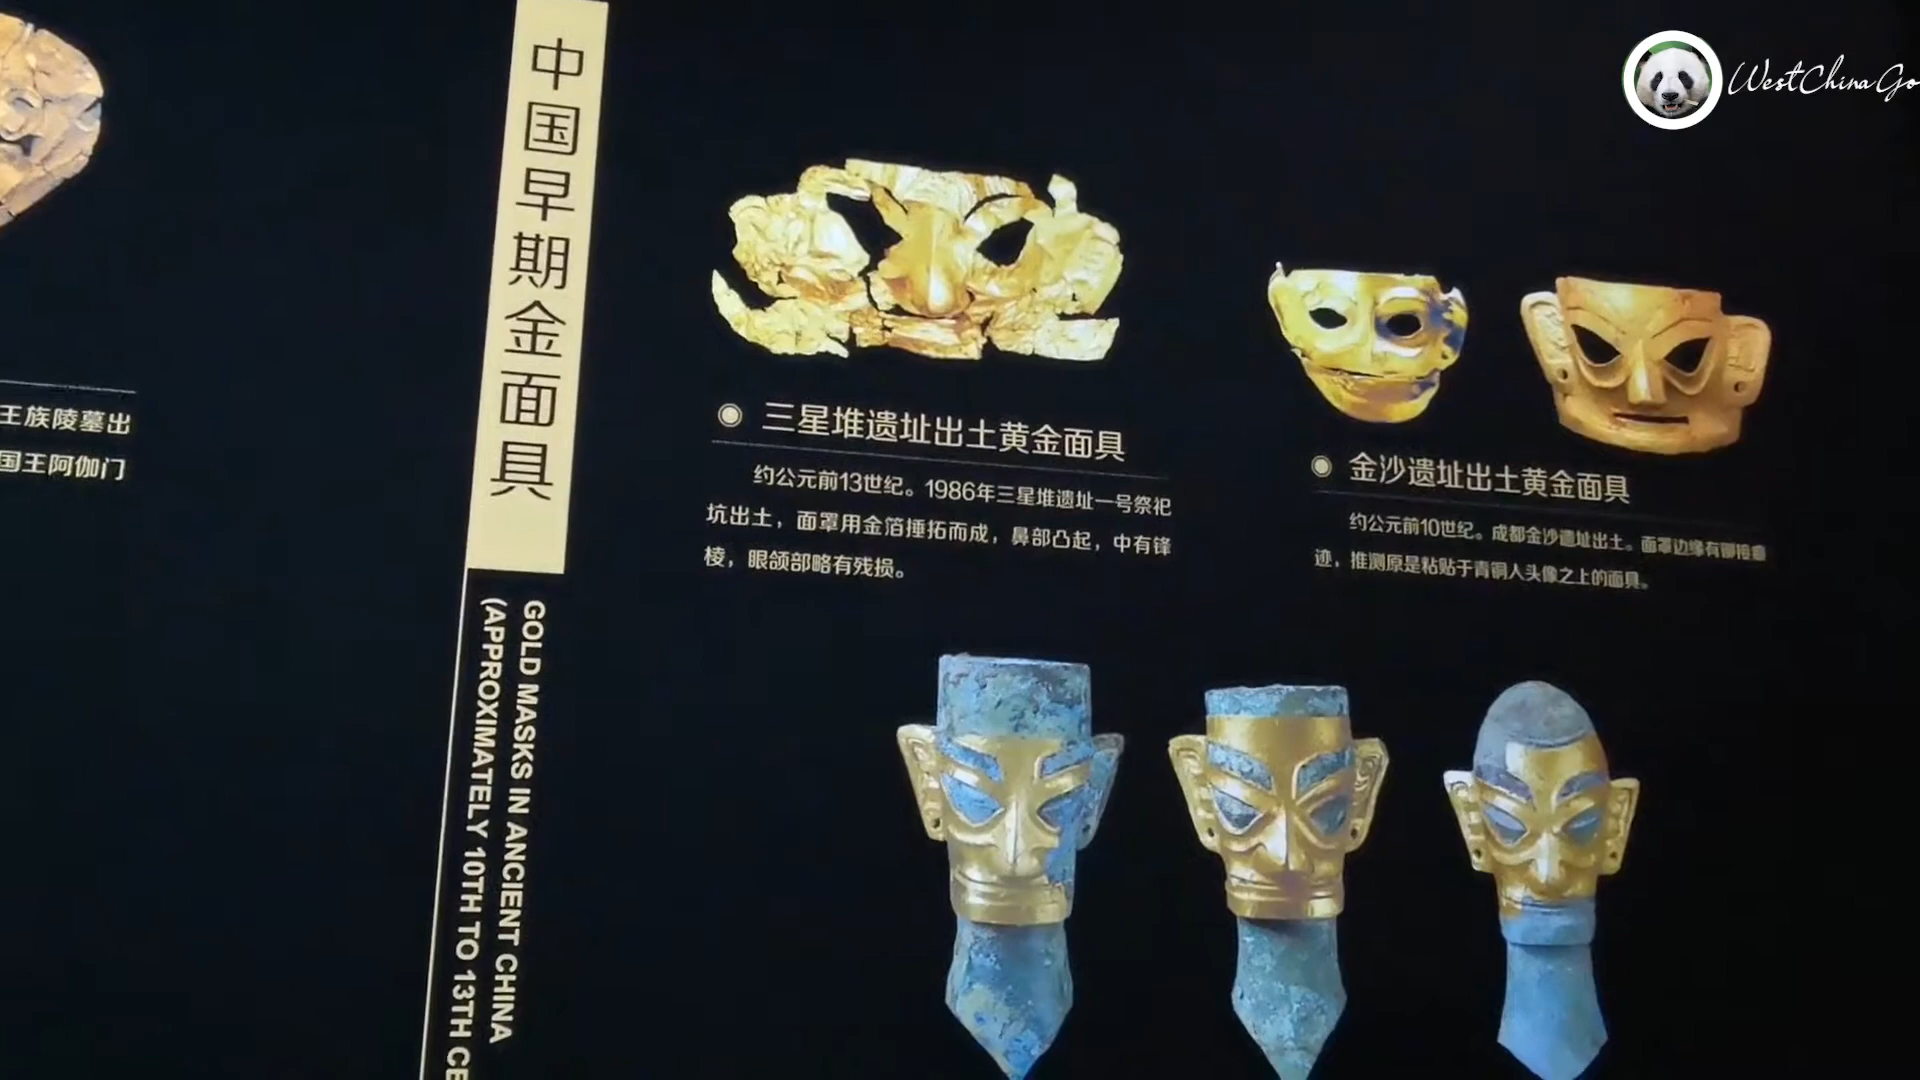 WestChinaGo
王族陵墓出
国王阿伽门
中国早期金面具
GOLD MASKS IN ANCIENT CHINA
(APPROXIMATELY 10TH TO 13TH CE
三星堆遗址出土黄金面具
约公元前13世纪。1986年三星堆遗址一号祭祀
坑出土，面罩用金箔捶拓而成，鼻部凸起，中有锋
棱，眼颌部略有残损。
金沙遗址出土黄金面具
约公元前10世纪。成都金沙遗址出土。面罩边缘有
迹，推测原是粘贴于青铜人头像之上的面具。